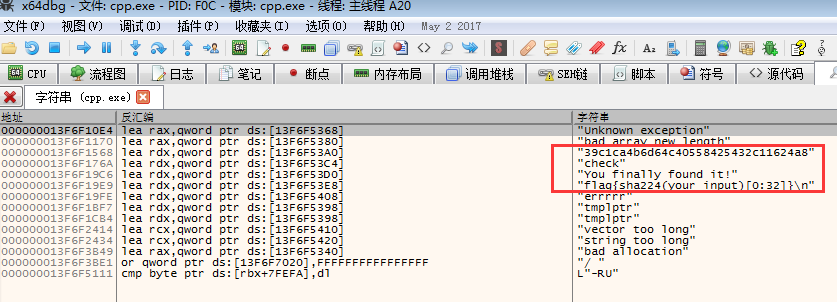 x64dbg - 文件: cpp.exe - PID: F0C - 模块: cpp.exe - 线程: 主线程 A20
文件(F) 视图(V) 调试(D) 插件(P) 收藏夹(I) 选项(O) 帮助(H) May 2 2017
CPU 流程图 日志 笔记 断点 内存布局 调用堆栈 SEH链 脚本 符号 源代码
字符串 (cpp.exe)
地址 反汇编 字符串
000000013F6F10E4 lea rax,qword ptr ds:[13F6F5368] "Unknown exception"
000000013F6F1170 lea rax,qword ptr ds:[13F6F5380] "bad array new length"
000000013F6F1568 lea rdx,qword ptr ds:[13F6F53A0] "39c1ca4b6d64c40558425432c11624a8"
000000013F6F176A lea rdx,qword ptr ds:[13F6F53C4] "check"
000000013F6F19C6 lea rdx,qword ptr ds:[13F6F53D0] "You finally found it!"
000000013F6F19E9 lea rdx,qword ptr ds:[13F6F53E8] "flag{sha224(your input)[0:32]}\n"
000000013F6F19FE lea rdx,qword ptr ds:[13F6F5408] "errrrr"
000000013F6F1BF7 lea rdx,qword ptr ds:[13F6F5398] "tmplptr"
000000013F6F1CB4 lea rdx,qword ptr ds:[13F6F5398] "tmplptr"
000000013F6F2414 lea rcx,qword ptr ds:[13F6F5410] "vector too long"
000000013F6F2434 lea rcx,qword ptr ds:[13F6F5420] "string too long"
000000013F6F3B49 lea rax,qword ptr ds:[13F6F5340] "bad allocation"
000000013F6F3BE1 or qword ptr ds:[13F6F7020],FFFFFFFFFFFFFFFF "/ "
000000013F6F5111 cmp byte ptr ds:[rbx+7FEFA],dl L"-RU"